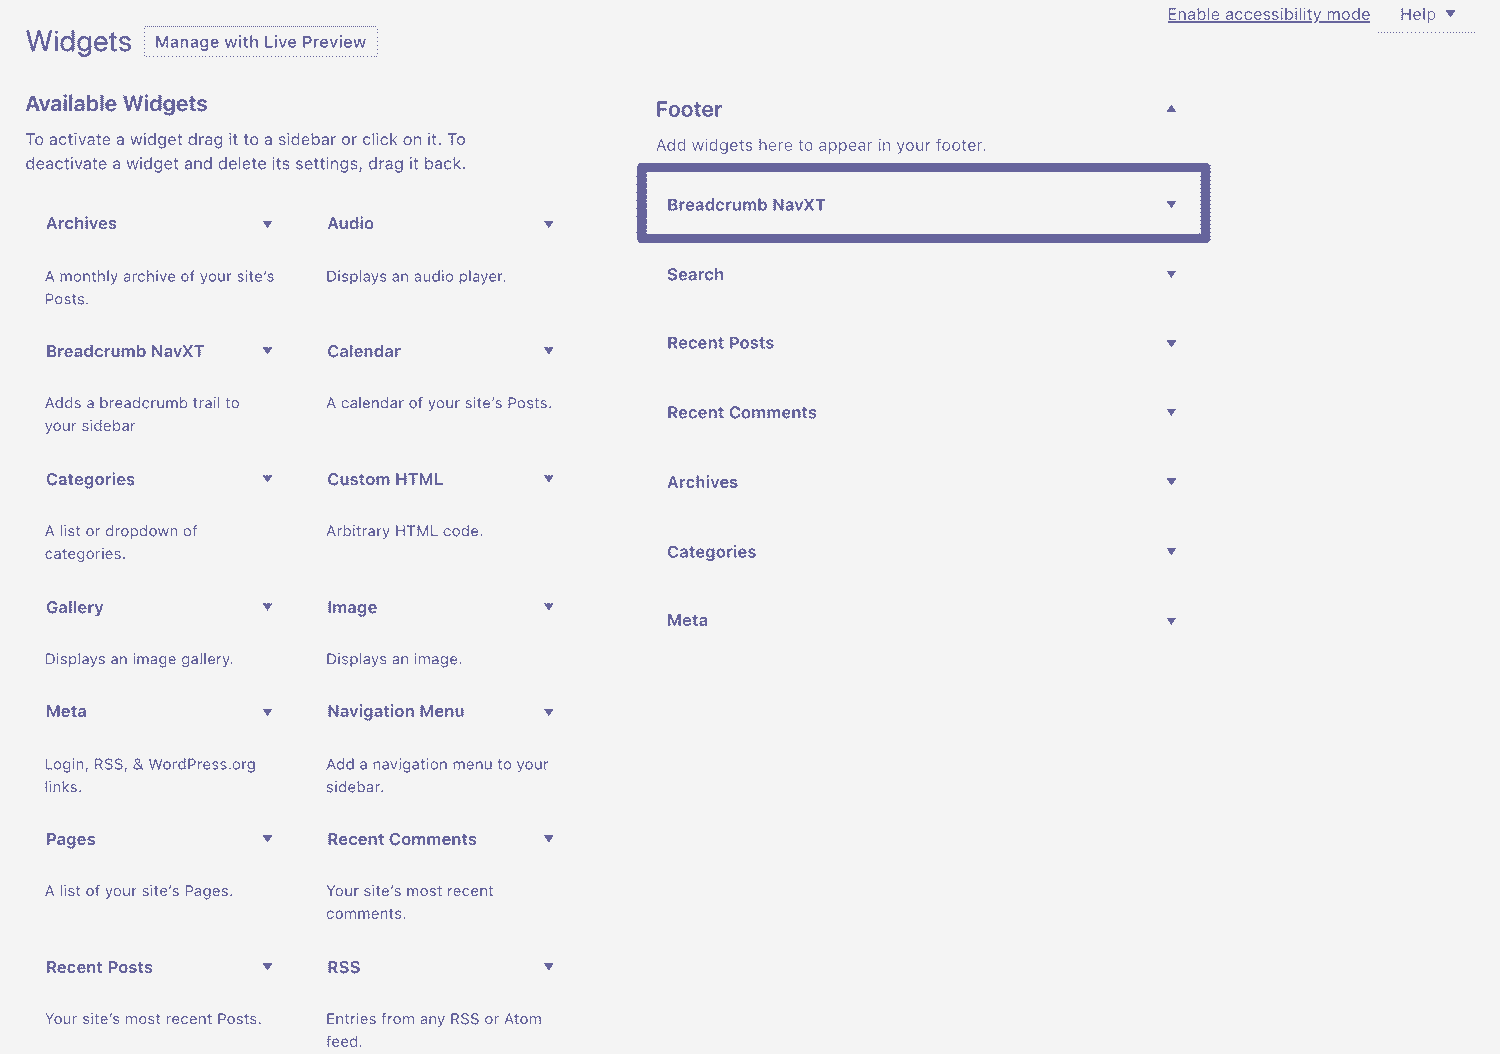 Enable accessibility mode
Help
Widgets
Manage with Live Preview
Available Widgets
To activate a widget drag it to a sidebar or click on it. To
deactivate a widget and delete its settings, drag it back.
Archives
A monthly archive of your site's
Posts.
Audio
Displays an audio player.
Breadcrumb NavXT
Adds a breadcrumb trail to
your sidebar
Calendar
A calendar of your site's Posts.
Categories
A list or dropdown of
categories.
Custom HTML
Arbitrary HTML code.
Gallery
Displays an image gallery.
Image
Displays an image.
Meta
Login, RSS, & WordPress.org
links.
Navigation Menu
Add a navigation menu to your
sidebar.
Pages
A list of your site's Pages.
Recent Comments
Your site's most recent
comments.
Recent Posts
Your site's most recent Posts.
RSS
Entries from any RSS or Atom
feed.
Footer
Add widgets here to appear in your footer.
Breadcrumb NavXT
Search
Recent Posts
Recent Comments
Archives
Categories
Meta